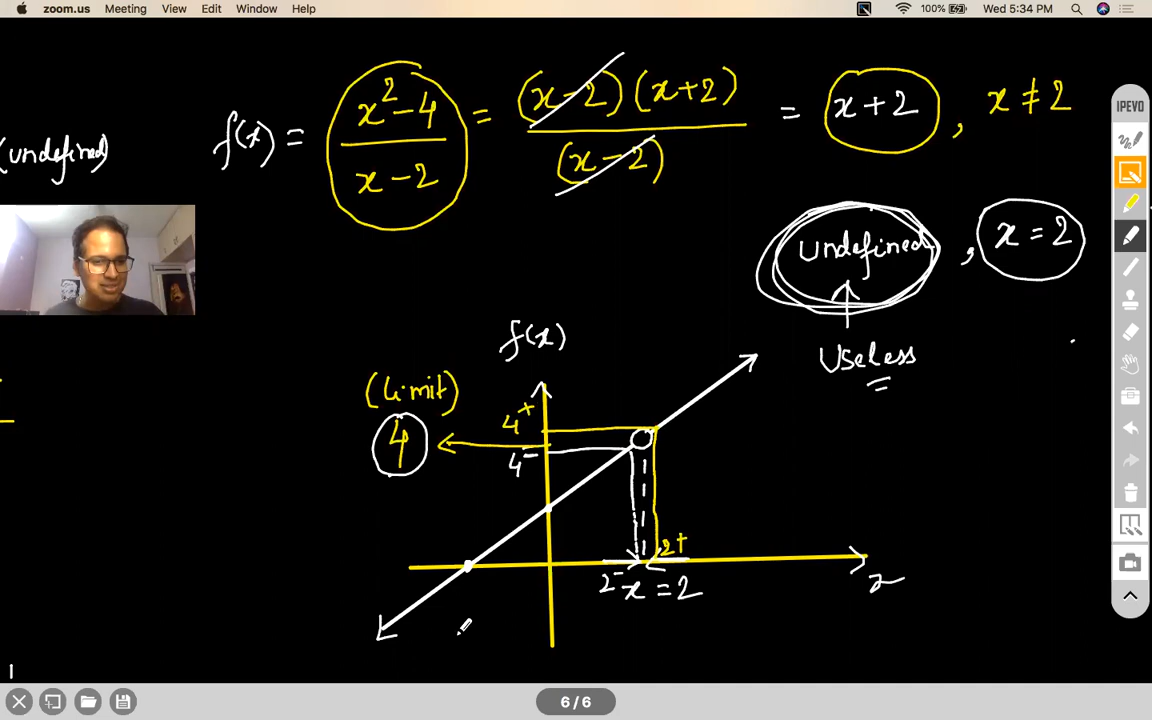 zoom.us Meeting View Edit Window Help 100% Wed 5:34 PM
(undefined)
f(x) = x²-4 / x-2 = (x-2)(x+2) / (x-2) = x+2 , x ≠ 2
undefined , x = 2
Useless
f(x)
(limit)
4
4⁺
4⁻
2⁺
2⁻ x = 2
x
IPEVO
1
6/6